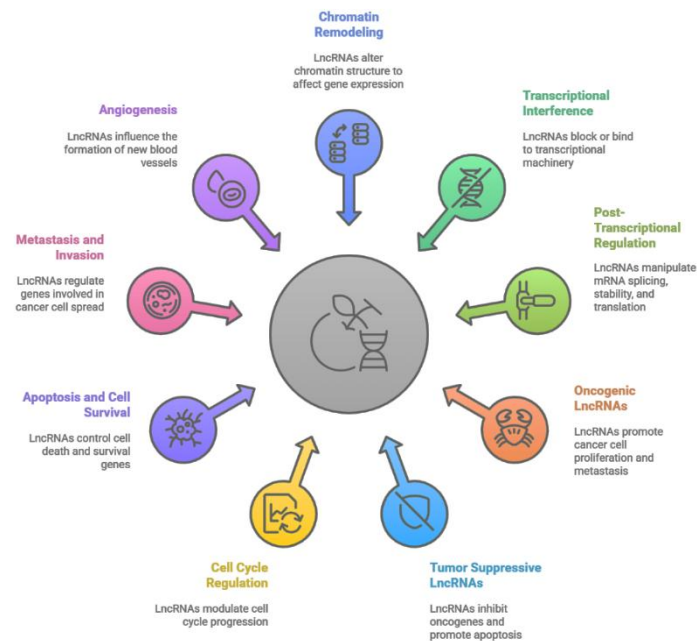 Chromatin
Remodeling
LncRNAs alter
chromatin structure to
affect gene expression
Transcriptional
Interference
LncRNAs block or bind
to transcriptional
machinery
Post-
Transcriptional
Regulation
LncRNAs manipulate
mRNA splicing,
stability, and
translation
Oncogenic
LncRNAs
LncRNAs promote
cancer cell
proliferation and
metastasis
Tumor Suppressive
LncRNAs
LncRNAs inhibit
oncogenes and
promote apoptosis
Cell Cycle
Regulation
LncRNAs modulate cell
cycle progression
Apoptosis and Cell
Survival
LncRNAs control cell
death and survival
genes
Metastasis and
Invasion
LncRNAs regulate
genes involved in
cancer cell spread
Angiogenesis
LncRNAs influence the
formation of new blood
vessels